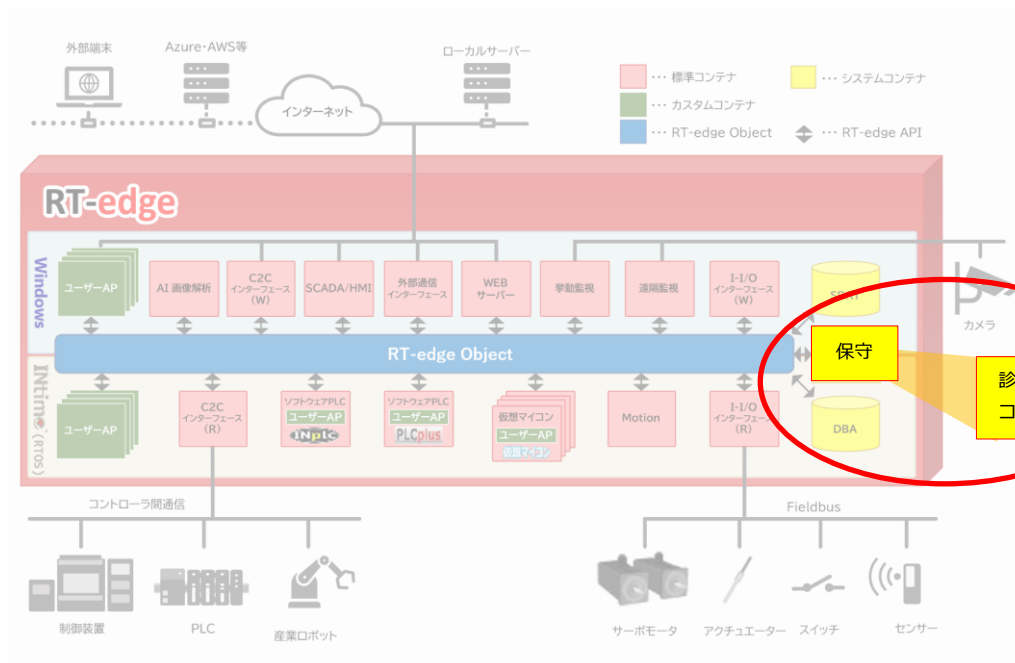 外部端末
Azure・AWS等
ローカルサーバー
インターネット
… 標準コンテナ
… システムコンテナ
… カスタムコンテナ
… RT-edge Object
… RT-edge API
RT-edge
Windows
ユーザーAP
AI 画像解析
C2C
インターフェース
(W)
SCADA/HMI
外部通信
インターフェース
WEB
サーバー
挙動監視
遠隔監視
I-I/O
インターフェース
(W)
カメラ
RT-edge Object
保守
診
コ
INtime(RTOS)
ユーザーAP
C2C
インターフェース
(R)
ソフトウェアPLC
ユーザーAP
INplc
ソフトウェアPLC
ユーザーAP
PLCplus
仮想マイコン
ユーザーAP
仮想マイコン
Motion
I-I/O
インターフェース
(R)
DBA
コントローラ間通信
Fieldbus
制御装置
PLC
産業ロボット
サーボモータ
アクチュエーター
スイッチ
センサー